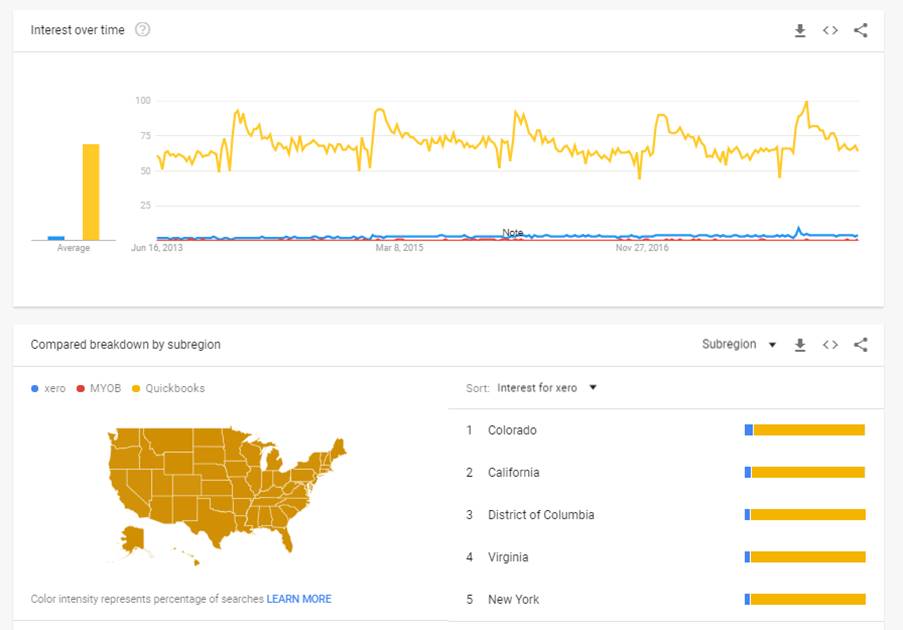 Interest over time
100
75
50
25
Note
Average
Jun 16, 2013
Mar 8, 2015
Nov 27, 2016
Compared breakdown by subregion
Subregion
xero MYOB Quickbooks
Sort: Interest for xero
1 Colorado
2 California
3 District of Columbia
4 Virginia
5 New York
Color intensity represents percentage of searches LEARN MORE